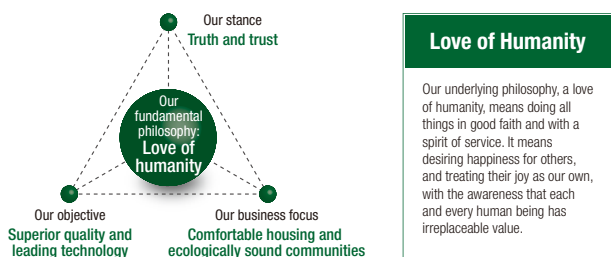 Our stance
Truth and trust
Our
fundamental
philosophy:
Love of
humanity
Our objective
Superior quality and
leading technology
Our business focus
Comfortable housing and
ecologically sound communities
Love of Humanity
Our underlying philosophy, a love
of humanity, means doing all
things in good faith and with a
spirit of service. It means
desiring happiness for others,
and treating their joy as our own,
with the awareness that each
and every human being has
irreplaceable value.